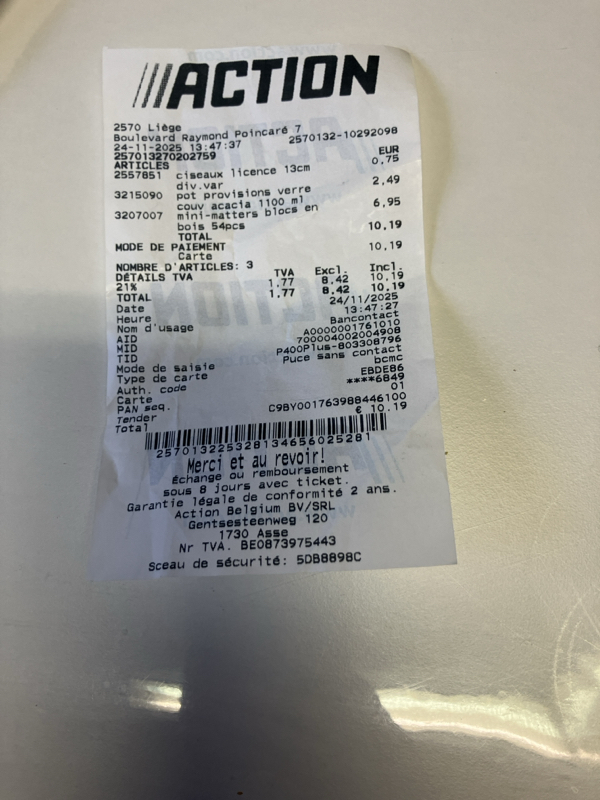 ///ACTION
2570 Liège
Boulevard Raymond Poincaré 7
24-11-2025 13:47:37 2570132-10292098
257013270202759
ARTICLES EUR
2557851 ciseaux licence 13cm 0,75
div.var
3215090 pot provisions verre 2,49
couv acacia 1100 ml
3207007 mini-matters blocs en 6,95
bois 54pcs
TOTAL 10,19
MODE DE PAIEMENT
Carte 10,19
NOMBRE D'ARTICLES: 3
DÉTAILS TVA TVA Excl. Incl.
21% 1,77 8,42 10,19
TOTAL 1,77 8,42 10,19
Date 24/11/2025
Heure 13:47:27
Nom d'usage Bancontact
AID A0000001761010
MID 700004002004908
TID P400Plus-803308796
Mode de saisie Puce sans contact
Type de carte bcmc
Auth. code EBDE86
Carte ****6849
PAN seq. 01
Tender C9BY001763988446100
Total € 10.19
2570132253281346560252​81
Merci et au revoir!
Échange ou remboursement
sous 8 jours avec ticket.
Garantie légale de conformité 2 ans.
Action Belgium BV/SRL
Gentsesteenweg 120
1730 Asse
Nr TVA. BE0873975443
Sceau de sécurité: 5DB8898C